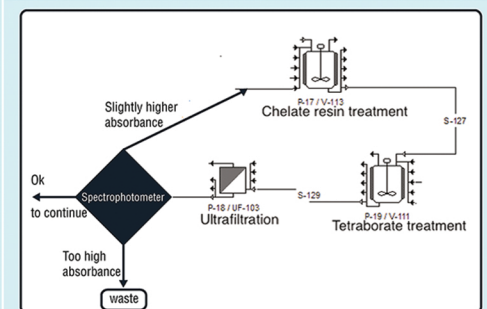 P-17 / V-113
Chelate resin treatment
Slightly higher
absorbance
S-127
Ok
to continue
Spectrophotometer
P-18 / UF-103
Ultrafiltration
S-129
P-19 / V-111
Tetraborate treatment
Too high
absorbance
waste